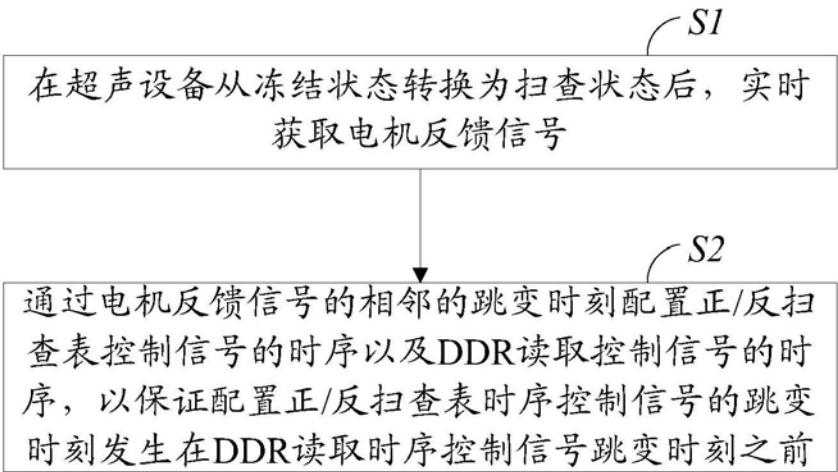 S1
在超声设备从冻结状态转换为扫查状态后，实时
获取电机反馈信号
S2
通过电机反馈信号的相邻的跳变时刻配置正/反扫
查表控制信号的时序以及DDR读取控制信号的时
序，以保证配置正/反扫查表时序控制信号的跳变
时刻发生在DDR读取时序控制信号跳变时刻之前